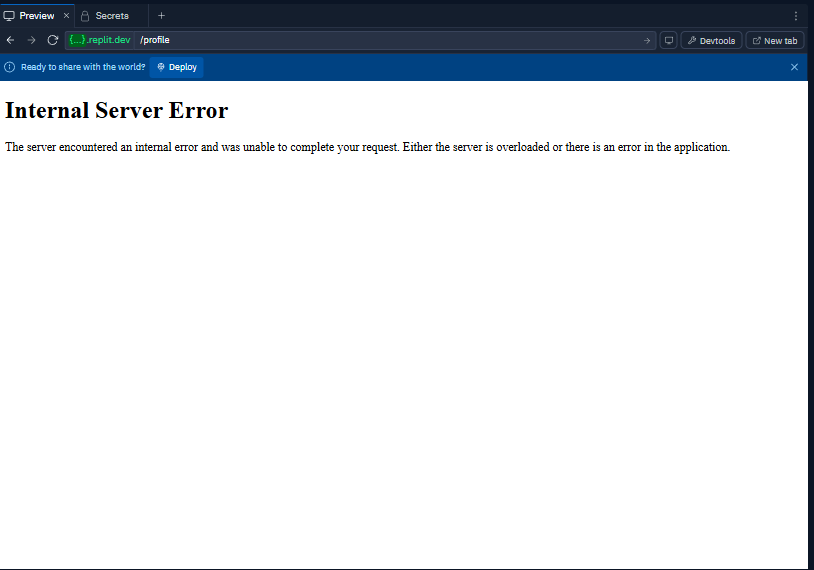 Preview
Secrets
{...}.replit.dev /profile
Devtools
New tab
Ready to share with the world?
Deploy
Internal Server Error
The server encountered an internal error and was unable to complete your request. Either the server is overloaded or there is an error in the application.